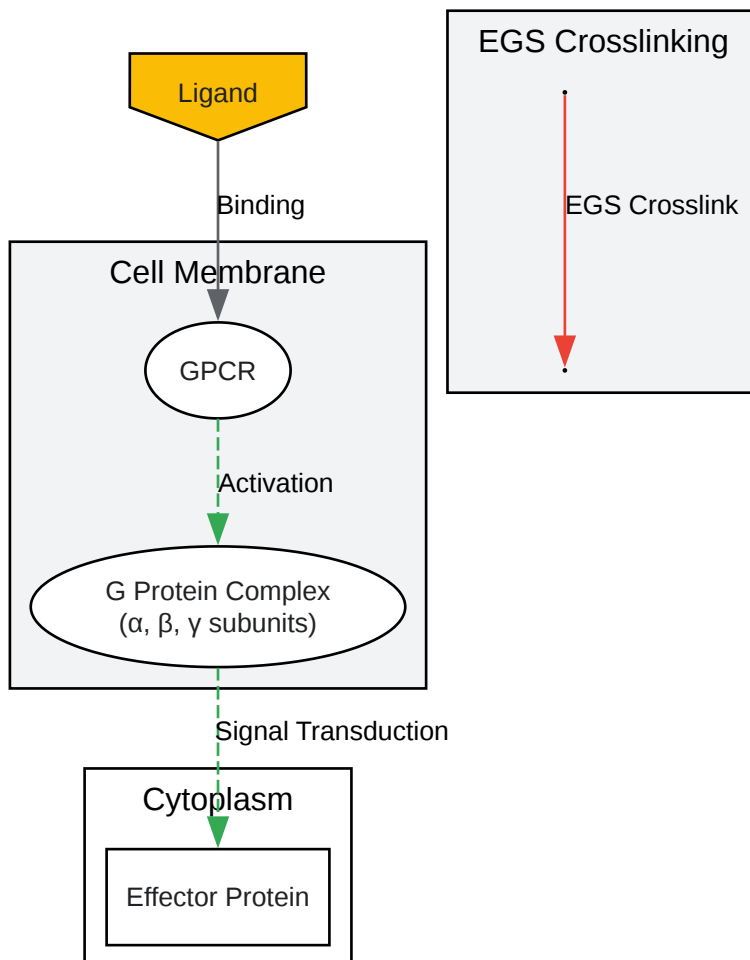 EGS Crosslinking
Ligand
Binding
EGS Crosslink
Cell Membrane
GPCR
Activation
G Protein Complex
(α, β, γ subunits)
Signal Transduction
Cytoplasm
Effector Protein